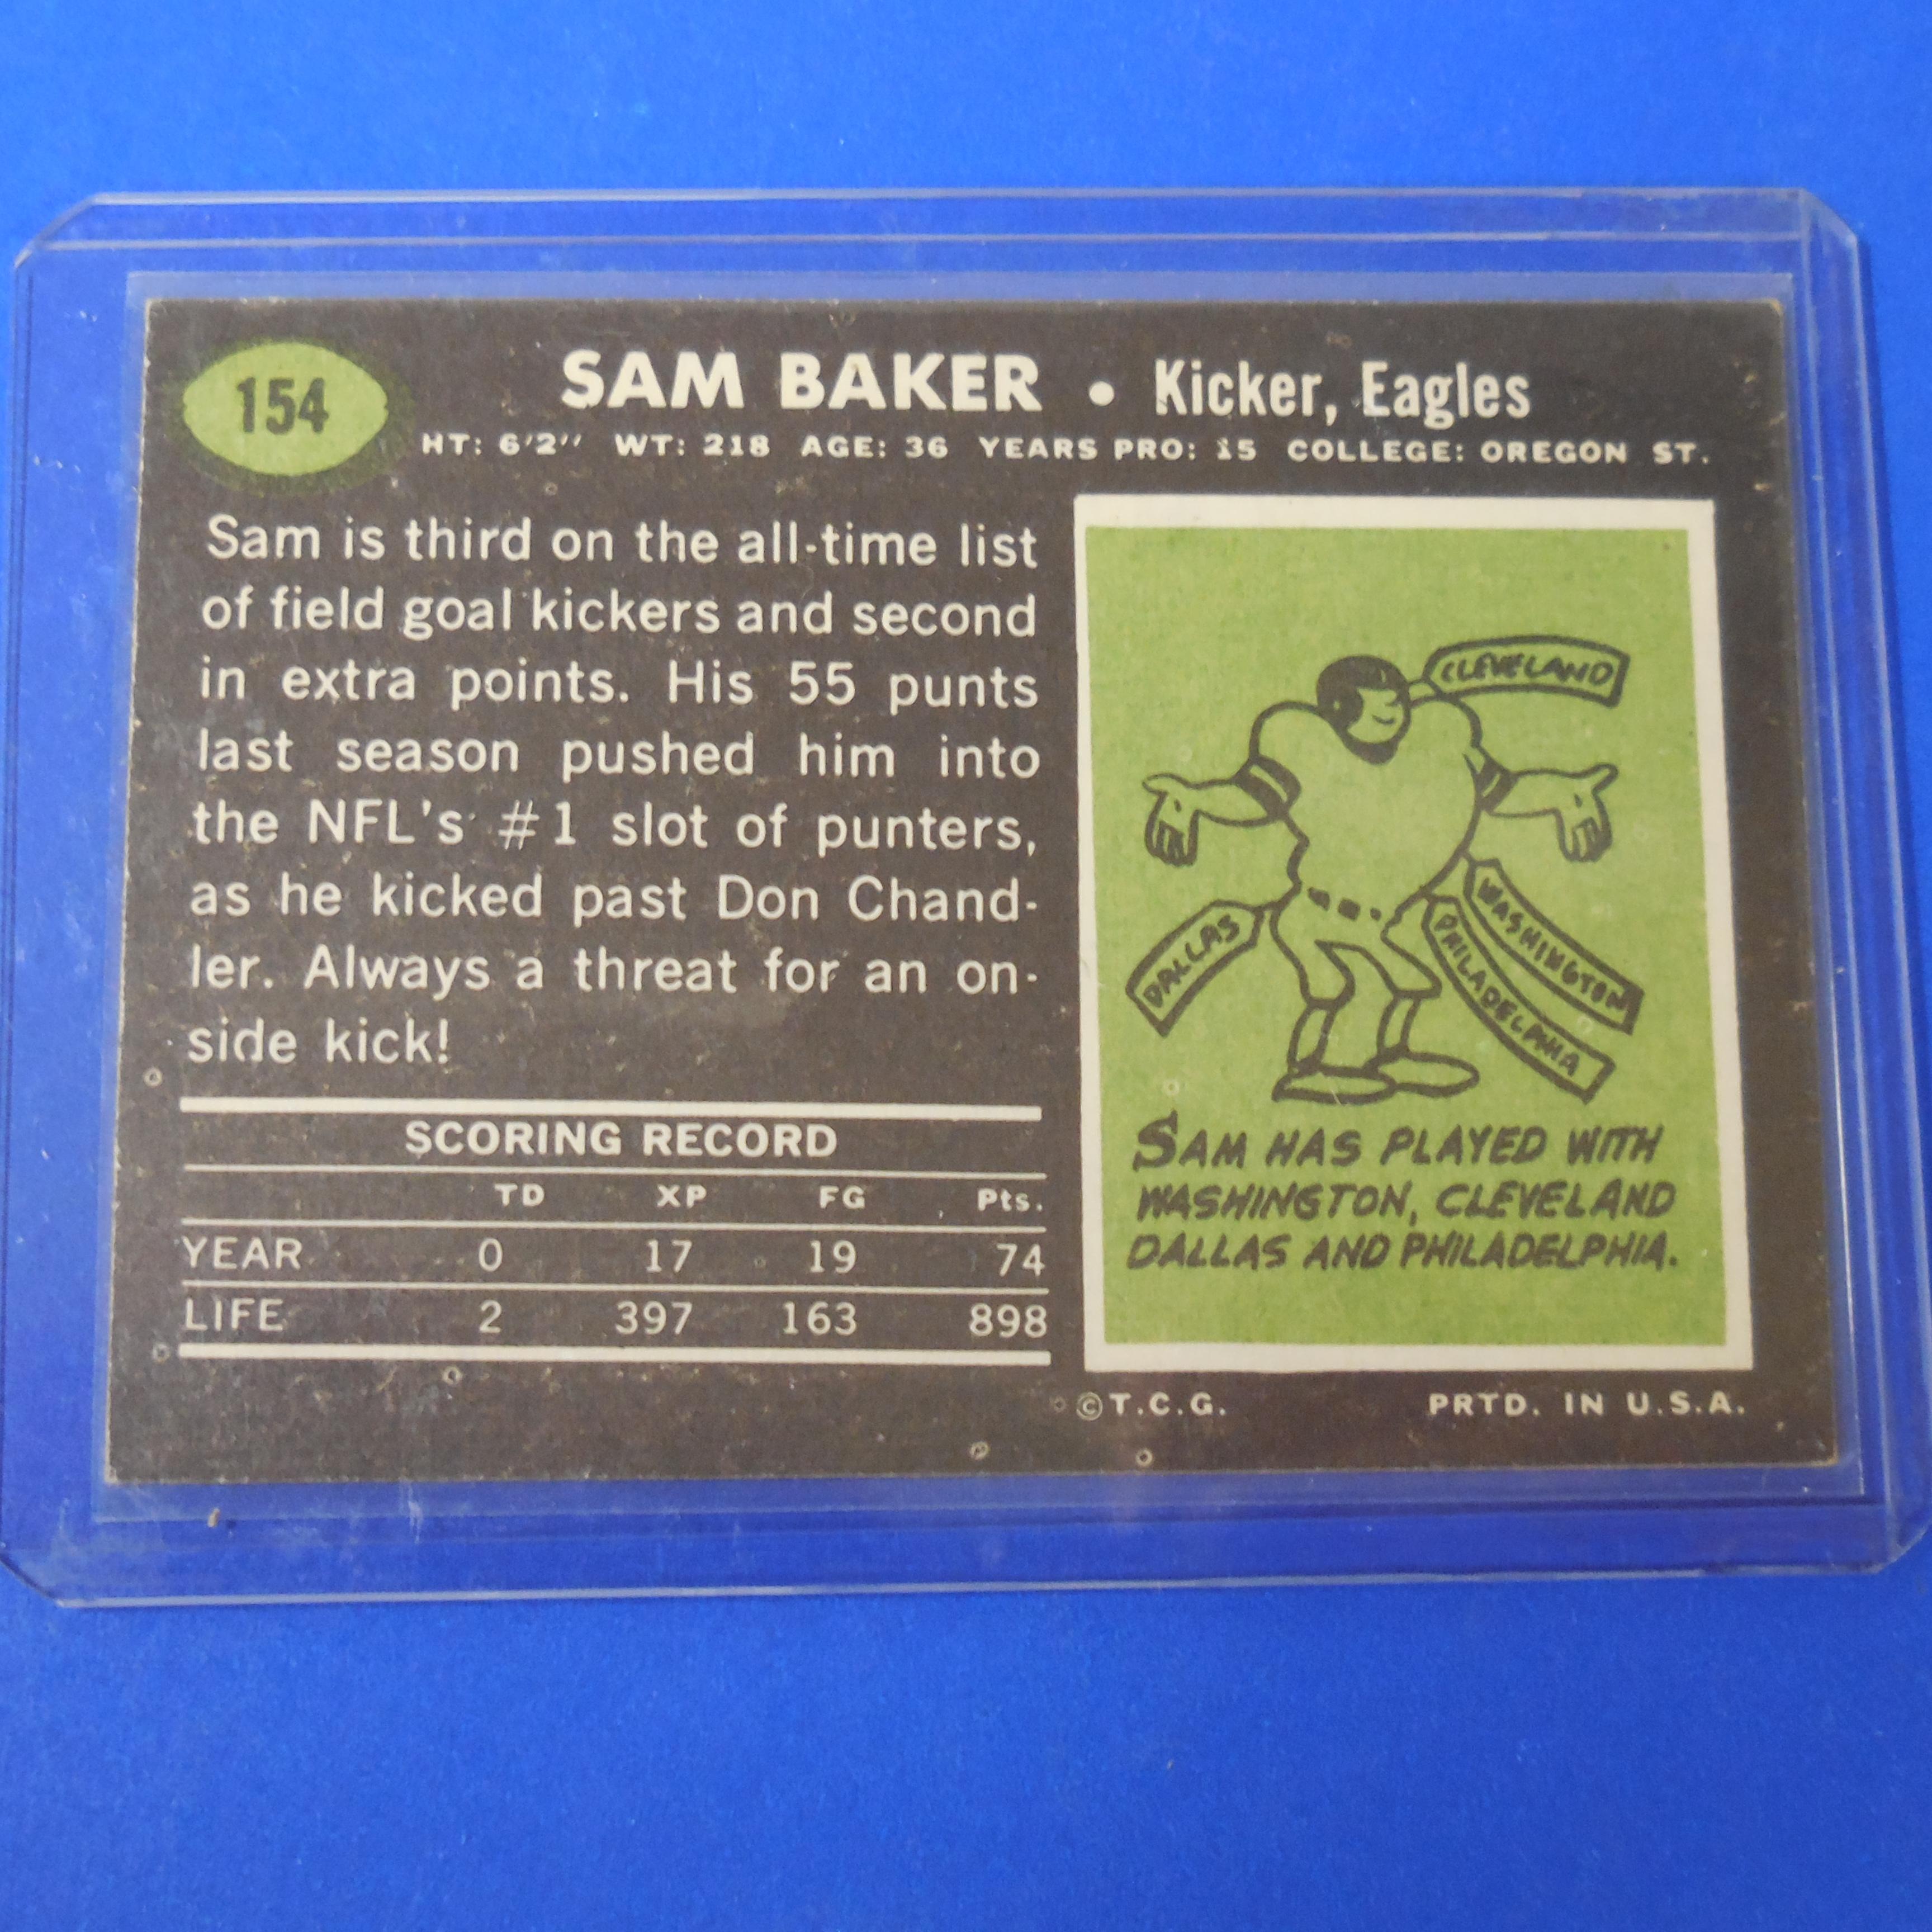 154
SAM BAKER • Kicker, Eagles
HT: 6'2'' WT: 218 AGE: 36 YEARS PRO: 15 COLLEGE: OREGON ST.
Sam is third on the all-time list
of field goal kickers and second
in extra points. His 55 punts
last season pushed him into
the NFL's #1 slot of punters,
as he kicked past Don Chand-
ler. Always a threat for an on-
side kick!
SCORING RECORD
TD XP FG Pts.
YEAR 0 17 19 74
LIFE 2 397 163 898
CLEVELAND
DALLAS
WASHINGTON
PHILADELPHIA
SAM HAS PLAYED WITH
WASHINGTON, CLEVELAND
DALLAS AND PHILADELPHIA.
©T.C.G. PRTD. IN U.S.A.